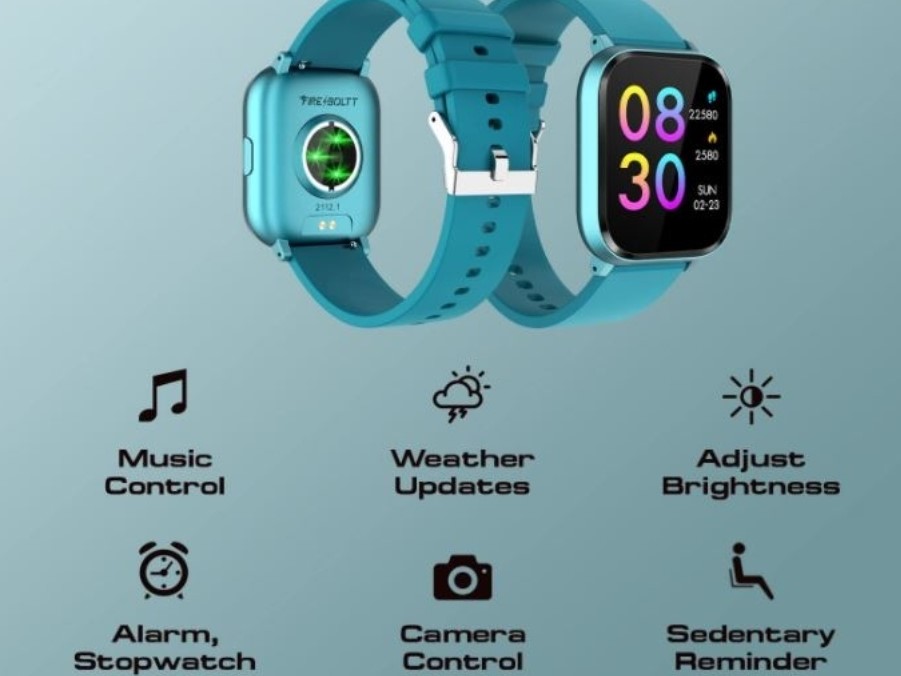 FIRE-BOLTT
2112.1
08
22580
2580
30
SUN
02-23
Music
Control
Weather
Updates
Adjust
Brightness
Alarm,
Stopwatch
Camera
Control
Sedentary
Reminder